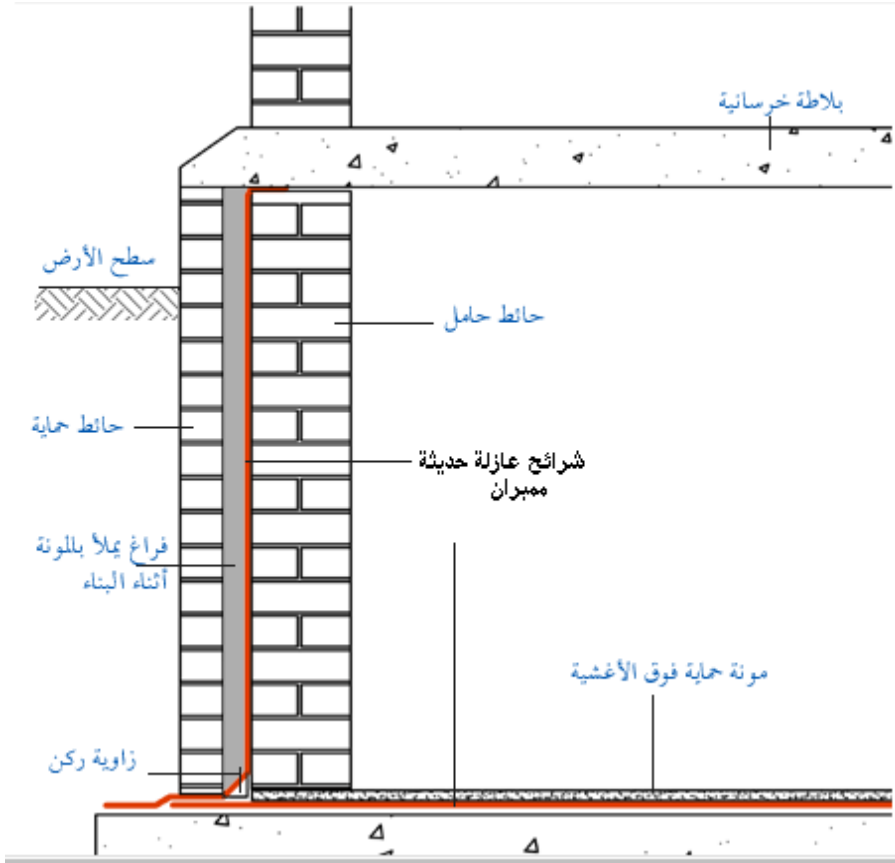 بلاطة خرسانية
سطح الأرض
حائط حامل
حائط حماية
شرائح عازلة حديثة
ممبران
فراغ يملأ بالمونة
أثناء البناء
مونة حماية فوق الأغشية
زاوية ركن